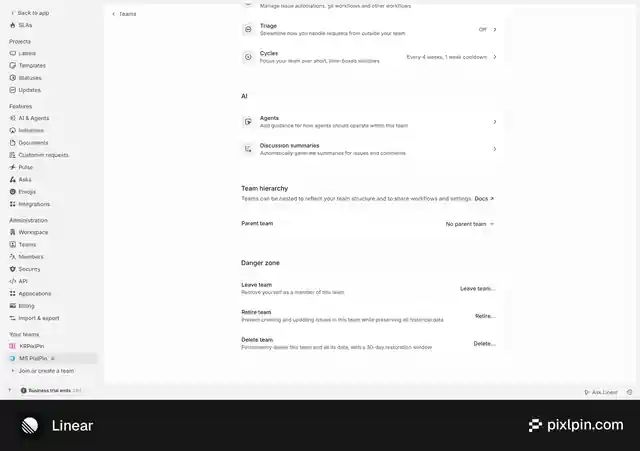 Back to app
SLAs
Projects
Labels
Templates
Statuses
Updates
Features
AI & Agents
Initiatives
Documents
Customer requests
Pulse
Asks
Emojis
Integrations
Administration
Workspace
Teams
Members
Security
API
Applications
Billing
Import & export
Your teams
KRPixlPin
MS PixlPin
Join or create a team
Business trial ends
Teams
Manage issue automations, git workflows and other workflows
Triage
Streamline how you handle requests from outside your team
Off
Cycles
Focus your team over short, time-boxed windows
Every 4 weeks, 1 week cooldown
AI
Agents
Add guidance for how agents should operate within this team
Discussion summaries
Automatically generate summaries for issues and comments
Team hierarchy
Teams can be nested to reflect your team structure and to share workflows and settings. Docs ↗
Parent team
No parent team
Danger zone
Leave team
Remove yourself as a member of this team
Leave team...
Retire team
Prevent creating and updating issues in this team while preserving all historical data
Retire...
Delete team
Permanently delete this team and all its data, with a 30-day restoration window
Delete...
Ask Linear
Linear
pixlpin.com